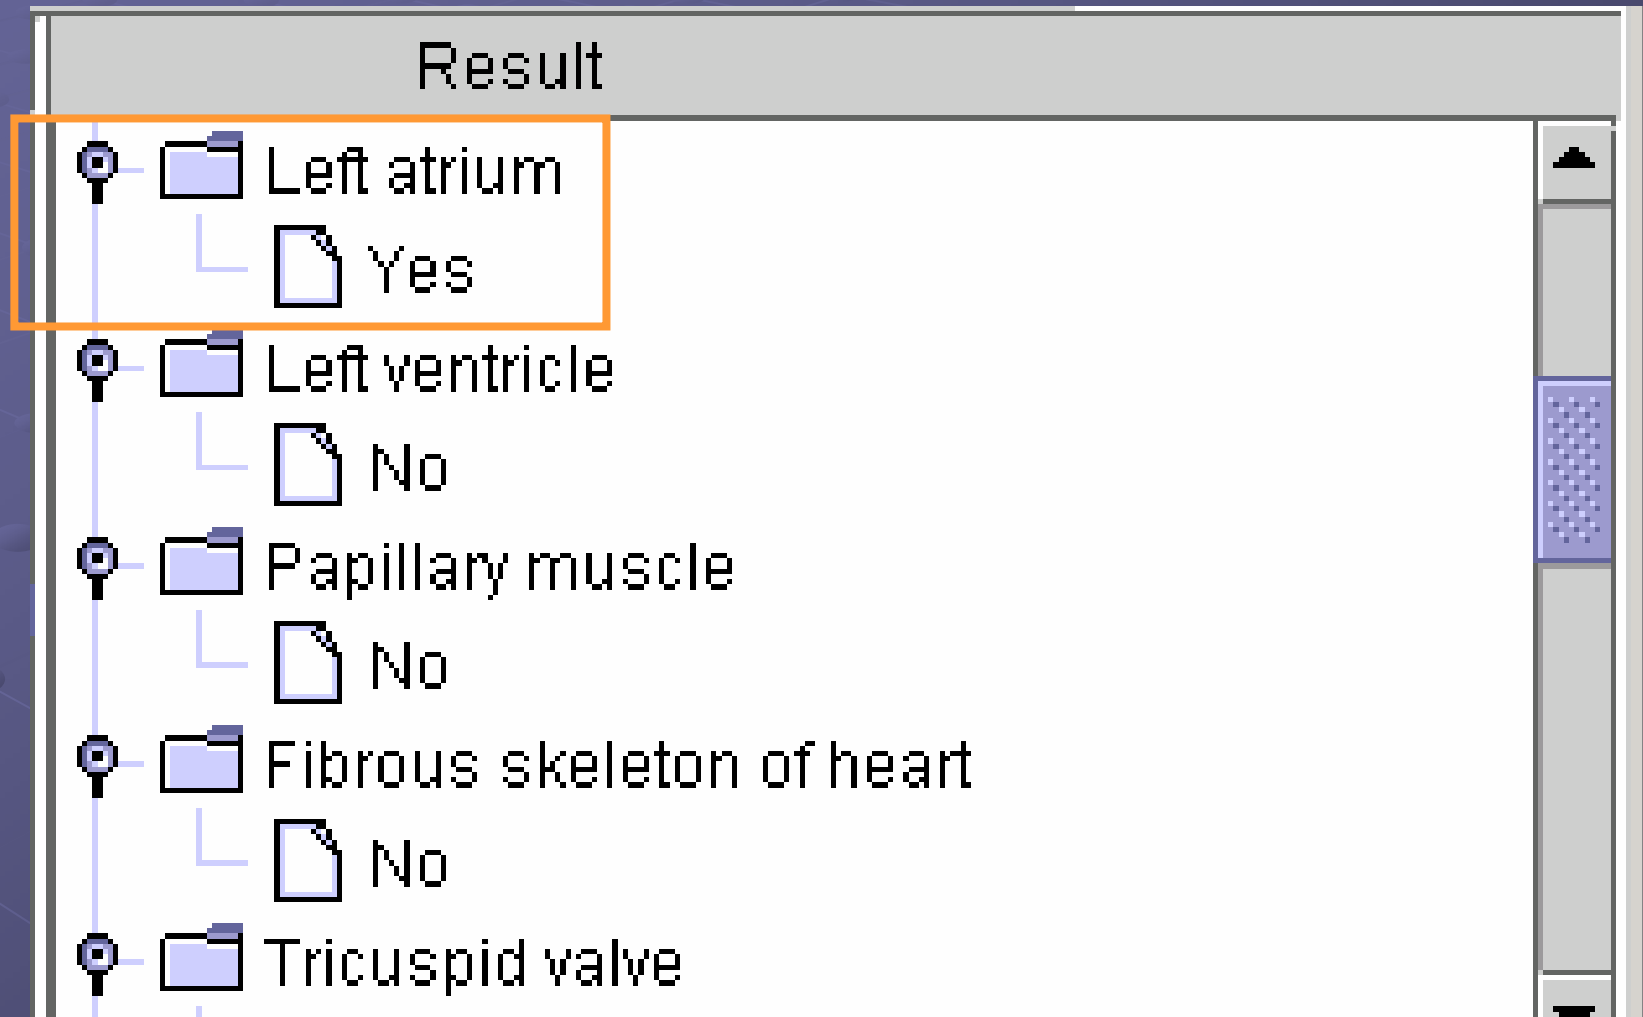 Result
Left atrium
Yes
Left ventricle
No
Papillary muscle
No
Fibrous skeleton of heart
No
Tricuspid valve